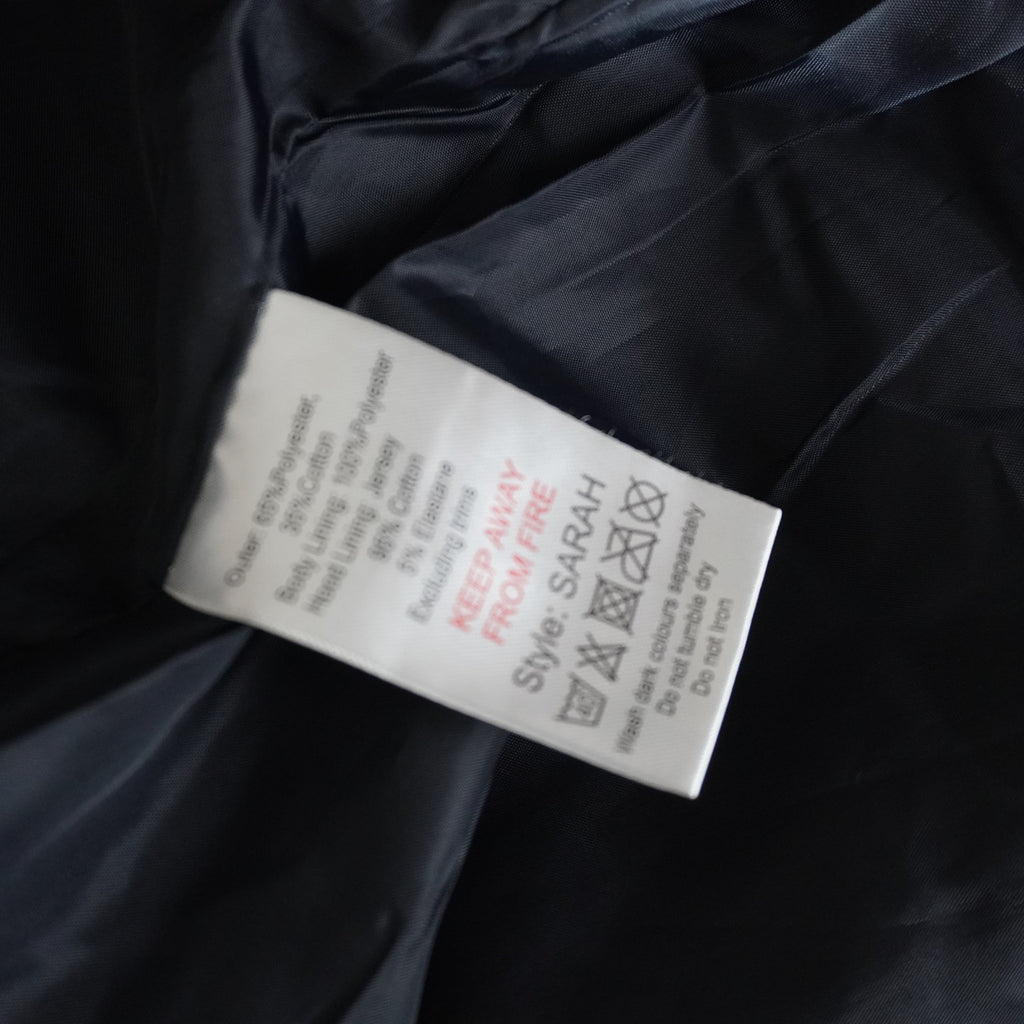 Outer 65%Polyester,
35%Cotton
Body Lining 100%Polyester
Hood Lining Jersey
95% Cotton
5% Elastane
Excluding trims
KEEP AWAY
FROM FIRE
Style: SARAH
40
Wash dark colours separately
Do not tumble dry
Do not Iron